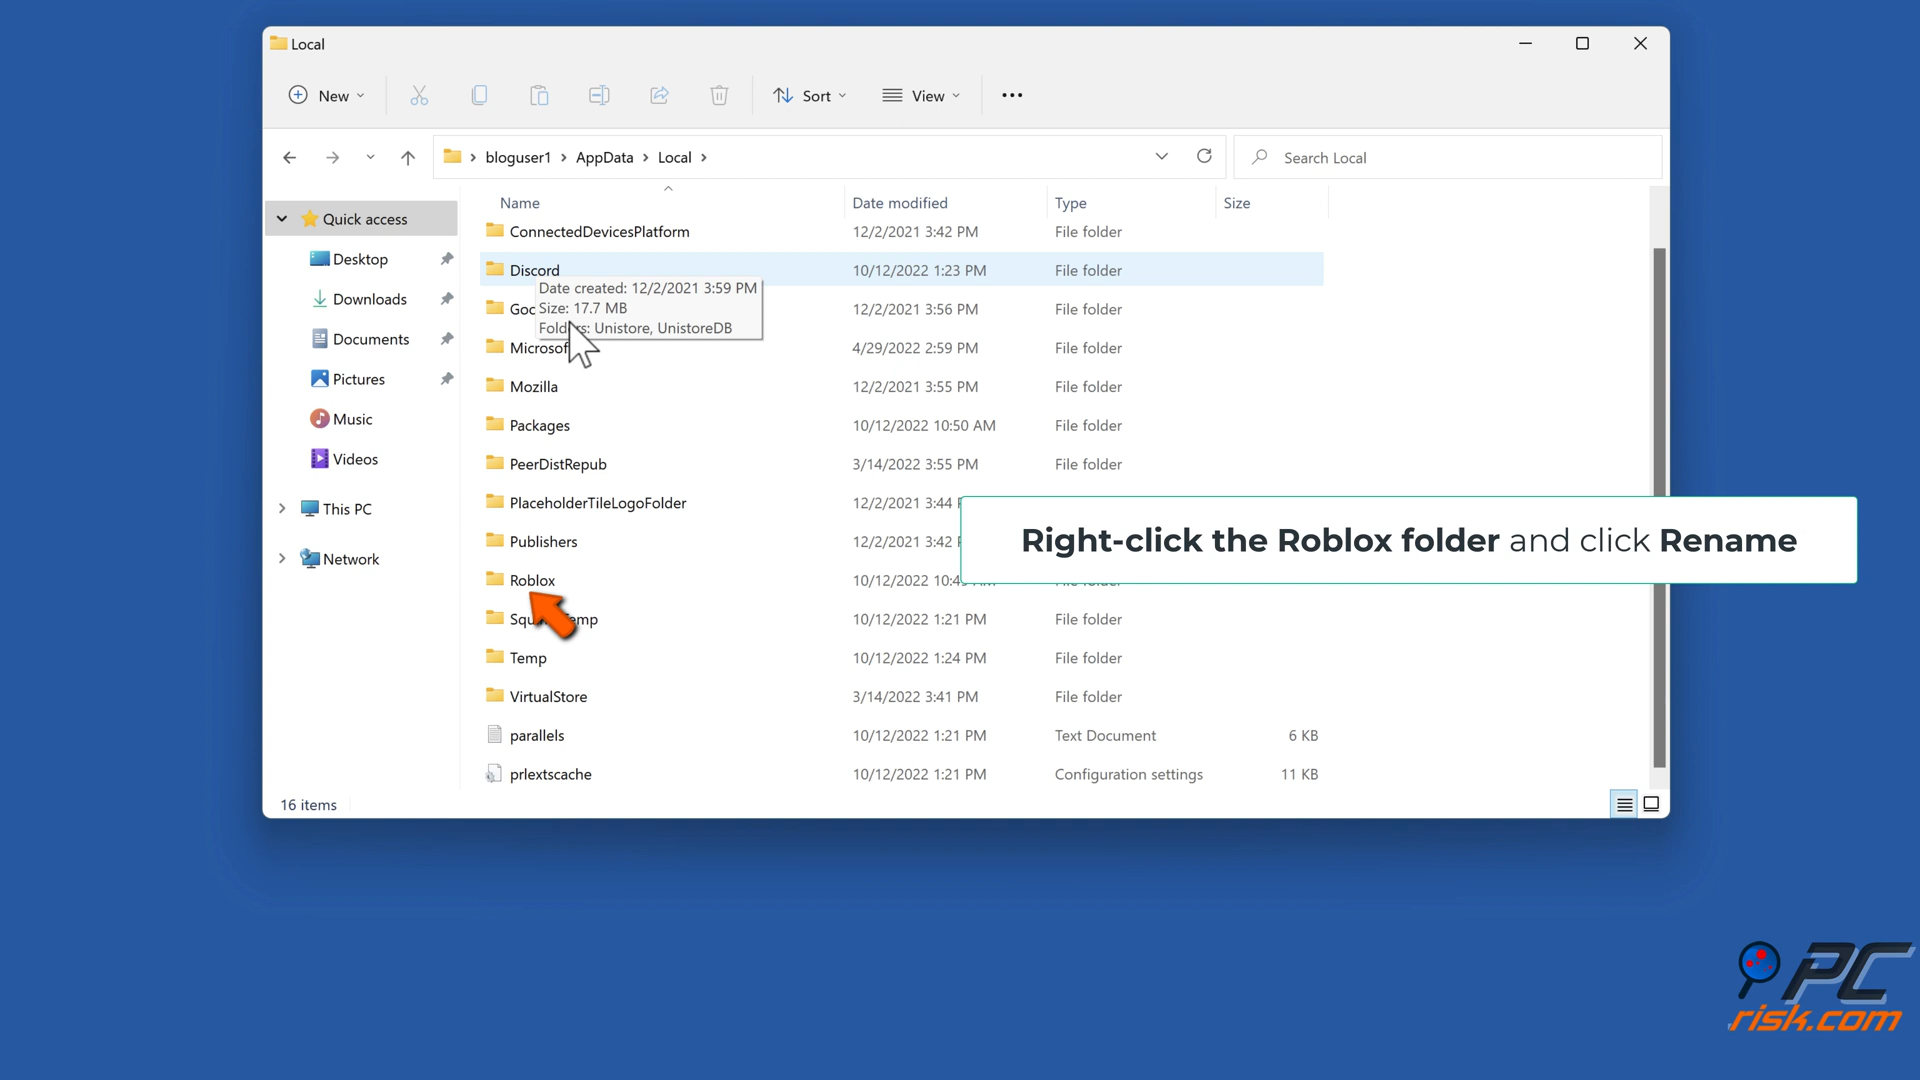 Local
New
Sort
View
bloguser1 > AppData > Local >
Search Local
Name
Date modified
Type
Size
Quick access
Desktop
Downloads
Documents
Pictures
Music
Videos
This PC
Network
ConnectedDevicesPlatform 12/2/2021 3:42 PM File folder
Discord 10/12/2022 1:23 PM File folder
Date created: 12/2/2021 3:59 PM
Size: 17.7 MB
Folders: Unistore, UnistoreDB
12/2/2021 3:56 PM File folder
Microsof 4/29/2022 2:59 PM File folder
Mozilla 12/2/2021 3:55 PM File folder
Packages 10/12/2022 10:50 AM File folder
PeerDistRepub 3/14/2022 3:55 PM File folder
PlaceholderTileLogoFolder 12/2/2021 3:44
Publishers 12/2/2021 3:42
Right-click the Roblox folder and click Rename
Roblox 10/12/2022
10/12/2022 1:21 PM File folder
Temp 10/12/2022 1:24 PM File folder
VirtualStore 3/14/2022 3:41 PM File folder
parallels 10/12/2022 1:21 PM Text Document 6 KB
prlextscache 10/12/2022 1:21 PM Configuration settings 11 KB
16 items
PC
risk.com